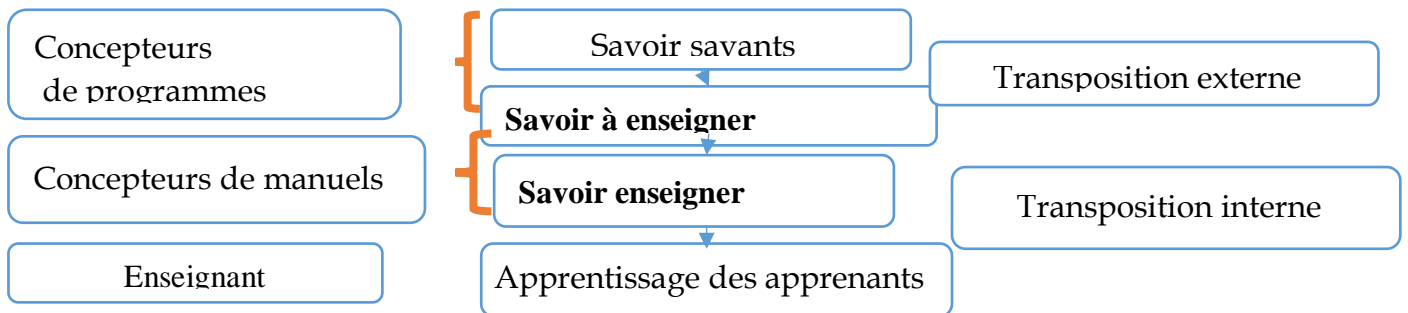 Concepteurs
de programmes
Savoir savants
Transposition externe
Savoir à enseigner
Concepteurs de manuels
Savoir enseigner
Transposition interne
Enseignant
Apprentissage des apprenants